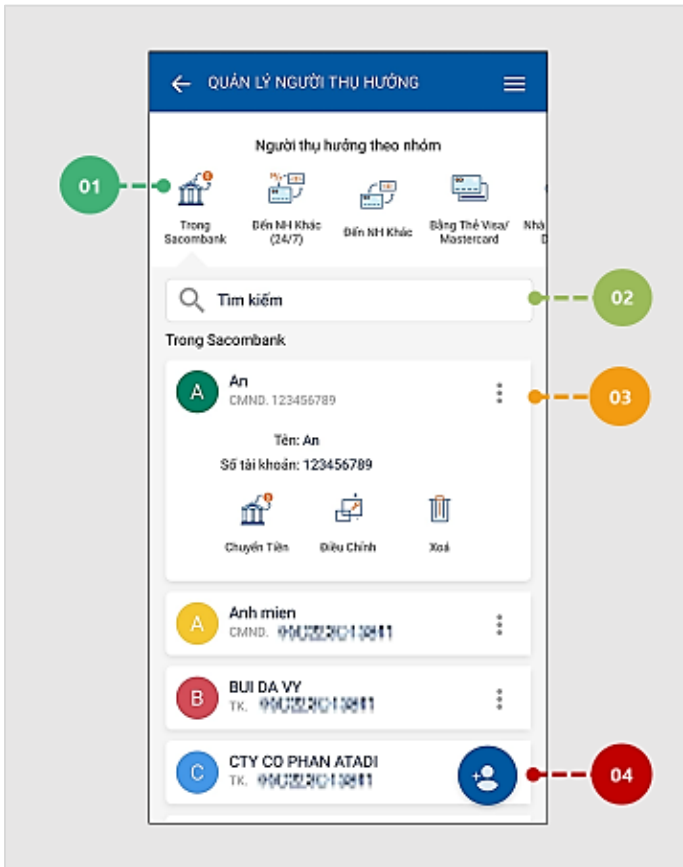 QUẢN LÝ NGƯỜI THỤ HƯỞNG
Người thụ hưởng theo nhóm
01
Trong Sacombank
Đến NH Khác (24/7)
Đến NH Khác
Bằng Thẻ Visa/ Mastercard
Nhà
D
Tìm kiếm
02
Trong Sacombank
A
An
CMND. 123456789
03
Tên: An
Số tài khoản: 123456789
Chuyển Tiền
Điều Chỉnh
Xoá
A
Anh mien
CMND.
B
BUI DA VY
TK.
C
CTY CO PHAN ATADI
TK.
04